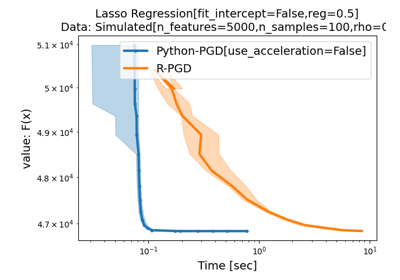 Lasso Regression[fit_intercept=False,reg=0.5]
Data: Simulated[n_features=5000,n_samples=100,rho=0
Python-PGD[use_acceleration=False]
R-PGD
value: F(x)
5.1 × 10⁴
5 × 10⁴
4.9 × 10⁴
4.8 × 10⁴
4.7 × 10⁴
10⁻¹
10⁰
10¹
Time [sec]